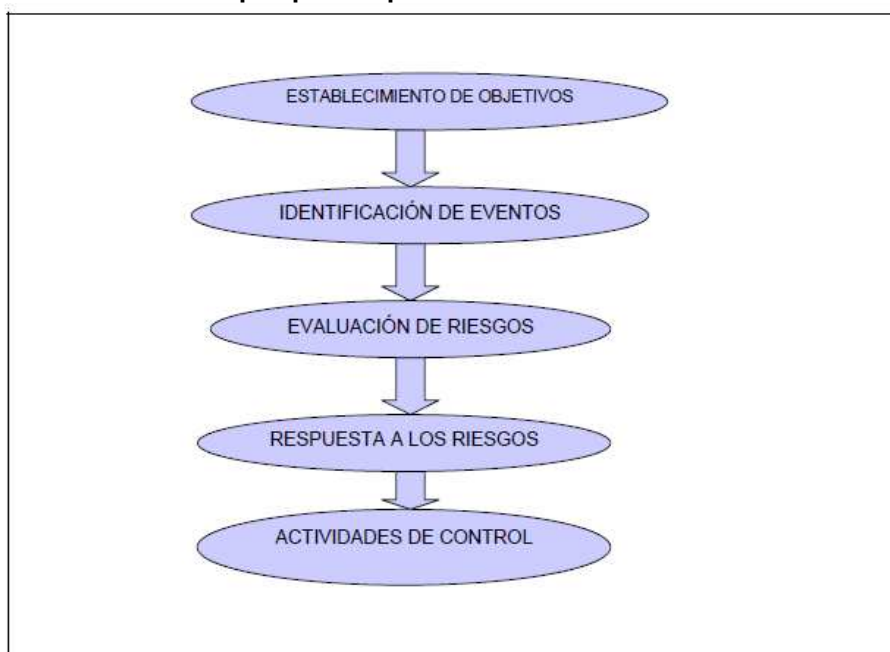 ESTABLECIMIENTO DE OBJETIVOS
IDENTIFICACIÓN DE EVENTOS
EVALUACIÓN DE RIESGOS
RESPUESTA A LOS RIESGOS
ACTIVIDADES DE CONTROL